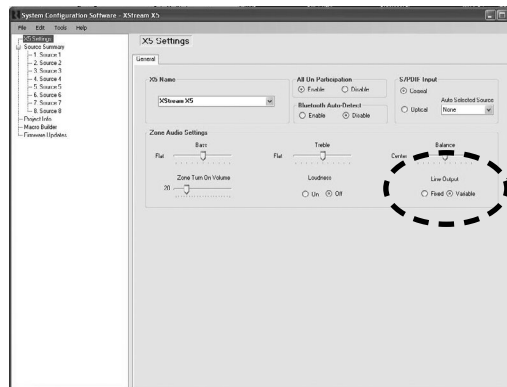 System Configuration Software - XStream X5
File Edit Tools Help
X5 Settings
Source Summary
1. Source 1
2. Source 2
3. Source 3
4. Source 4
5. Source 5
6. Source 6
7. Source 7
8. Source 8
Project Info
Macro Builder
Firmware Updates
X5 Settings
General
X5 Name
XStream X5
All On Participation
Enable Disable
Bluetooth Auto-Detect
Enable Disable
S/PDIF Input
Coaxial
Optical
Auto Selected Source
None
Zone Audio Settings
Bass
Flat
Treble
Flat
Balance
Center
Zone Turn On Volume
20
Loudness
On Off
Line Output
Fixed Variable